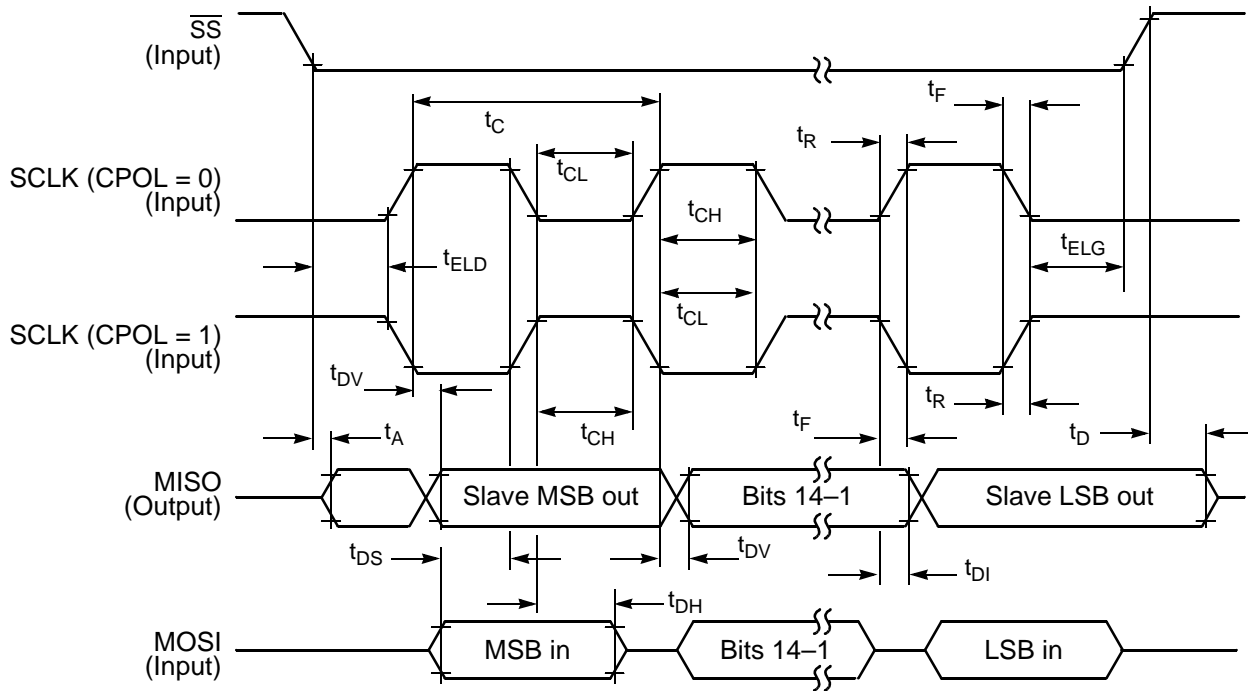 SS
(Input)
tF
tC
tR
tCL
SCLK (CPOL = 0)
(Input)
tCH
tELD
tELG
tCL
SCLK (CPOL = 1)
(Input)
tDV
tR
tF
tA
tCH
tD
MISO
(Output)
Slave MSB out
Bits 14–1
Slave LSB out
tDS
tDV
tDI
tDH
MOSI
(Input)
MSB in
Bits 14–1
LSB in